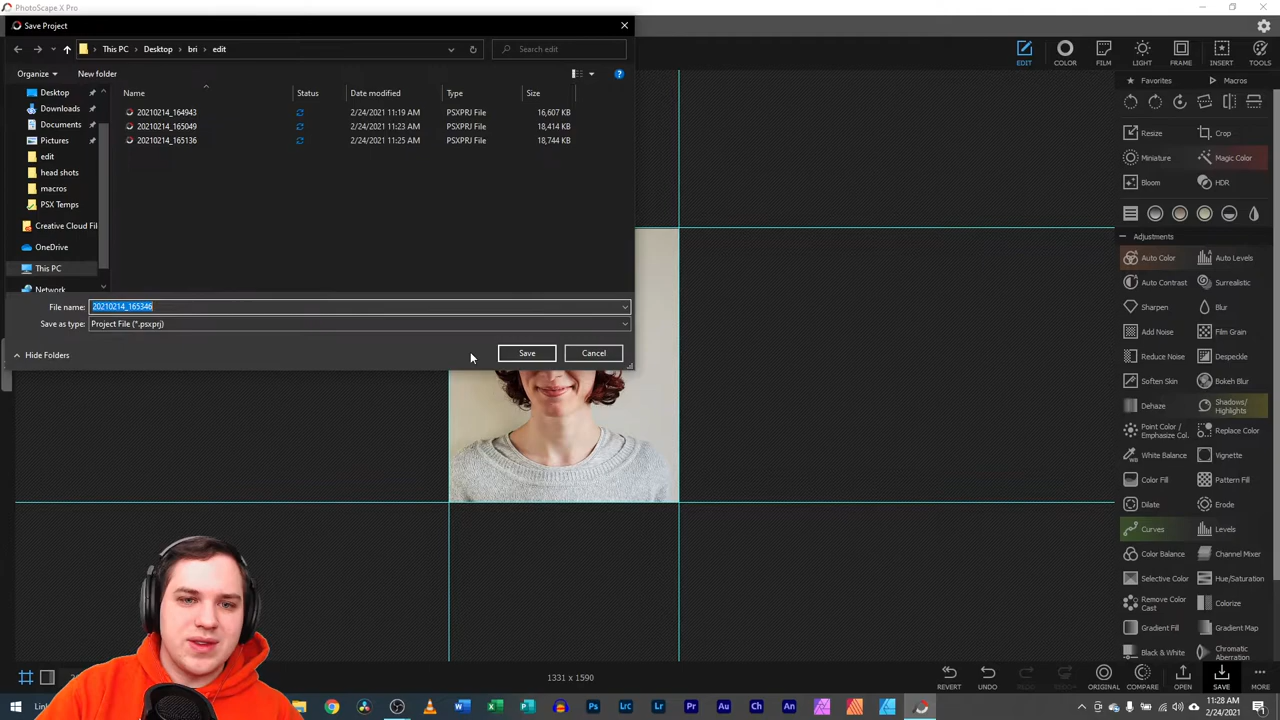 PhotoScape X Pro
Save Project
This PC > Desktop > bri > edit
Search edit
Organize
New folder
EDIT COLOR FILM LIGHT FRAME INSERT TOOLS
Favorites Macros
Name Status Date modified Type Size
20210214_164943 2/24/2021 11:19 AM PSXPRJ File 16,607 KB
20210214_165049 2/24/2021 11:23 AM PSXPRJ File 18,414 KB
20210214_165136 2/24/2021 11:25 AM PSXPRJ File 18,744 KB
Desktop
Downloads
Documents
Pictures
edit
head shots
macros
PSX Temps
Creative Cloud Fil
OneDrive
This PC
Network
File name: 20210214_165346
Save as type: Project File (*.psxprj)
Hide Folders
Save
Cancel
Resize Crop
Miniature Magic Color
Bloom HDR
Adjustments
Auto Color Auto Levels
Auto Contrast Surrealistic
Sharpen Blur
Add Noise Film Grain
Reduce Noise Despeckle
Soften Skin Bokeh Blur
Dehaze Shadows/
Highlights
Point Color /
Emphasize Col. Replace Color
White Balance Vignette
Color Fill Pattern Fill
Dilate Erode
Curves Levels
Color Balance Channel Mixer
Selective Color Hue/Saturation
Remove Color
Cast Colorize
Gradient Fill Gradient Map
Black & White Chromatic
Aberration
1331 x 1590
REVERT UNDO REDO REDO+ ORIGINAL COMPARE OPEN SAVE MORE
Ps Lrc Lr Pr Au Ch An
11:28 AM
2/24/2021